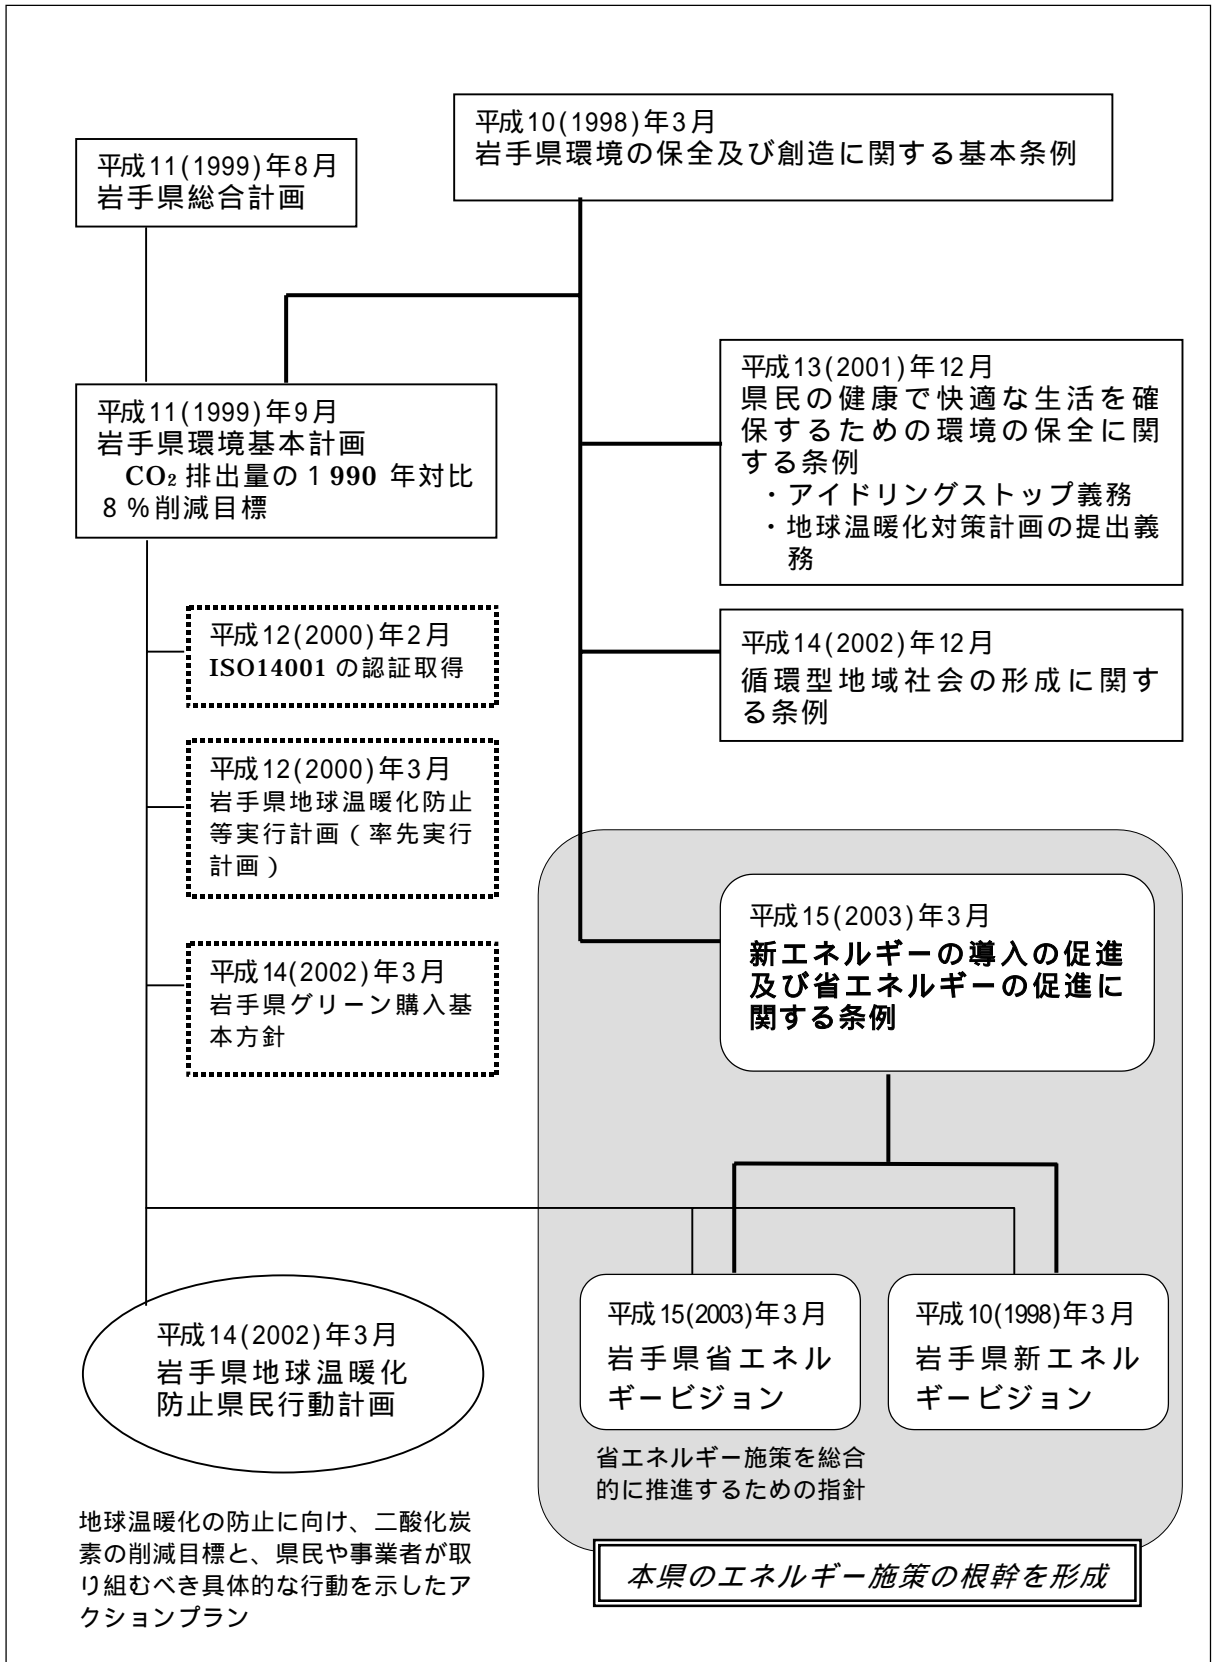 平成10(1998)年3月
岩手県環境の保全及び創造に関する基本条例
平成11(1999)年8月
岩手県総合計画
平成13(2001)年12月
県民の健康で快適な生活を確
保するための環境の保全に関
する条例
・アイドリングストップ義務
・地球温暖化対策計画の提出義
務
平成11(1999)年9月
岩手県環境基本計画
CO₂排出量の1990年対比
8%削減目標
平成12(2000)年2月
ISO14001の認証取得
平成14(2002)年12月
循環型地域社会の形成に関す
る条例
平成12(2000)年3月
岩手県地球温暖化防止
等実行計画(率先実行
計画)
平成15(2003)年3月
新エネルギーの導入の促進
及び省エネルギーの促進に
関する条例
平成14(2002)年3月
岩手県グリーン購入基
本方針
平成14(2002)年3月
岩手県地球温暖化
防止県民行動計画
平成15(2003)年3月
岩手県省エネル
ギービジョン
平成10(1998)年3月
岩手県新エネル
ギービジョン
省エネルギー施策を総合
的に推進するための指針
地球温暖化の防止に向け、二酸化炭
素の削減目標と、県民や事業者が取
り組むべき具体的な行動を示したア
クションプラン
本県のエネルギー施策の根幹を形成